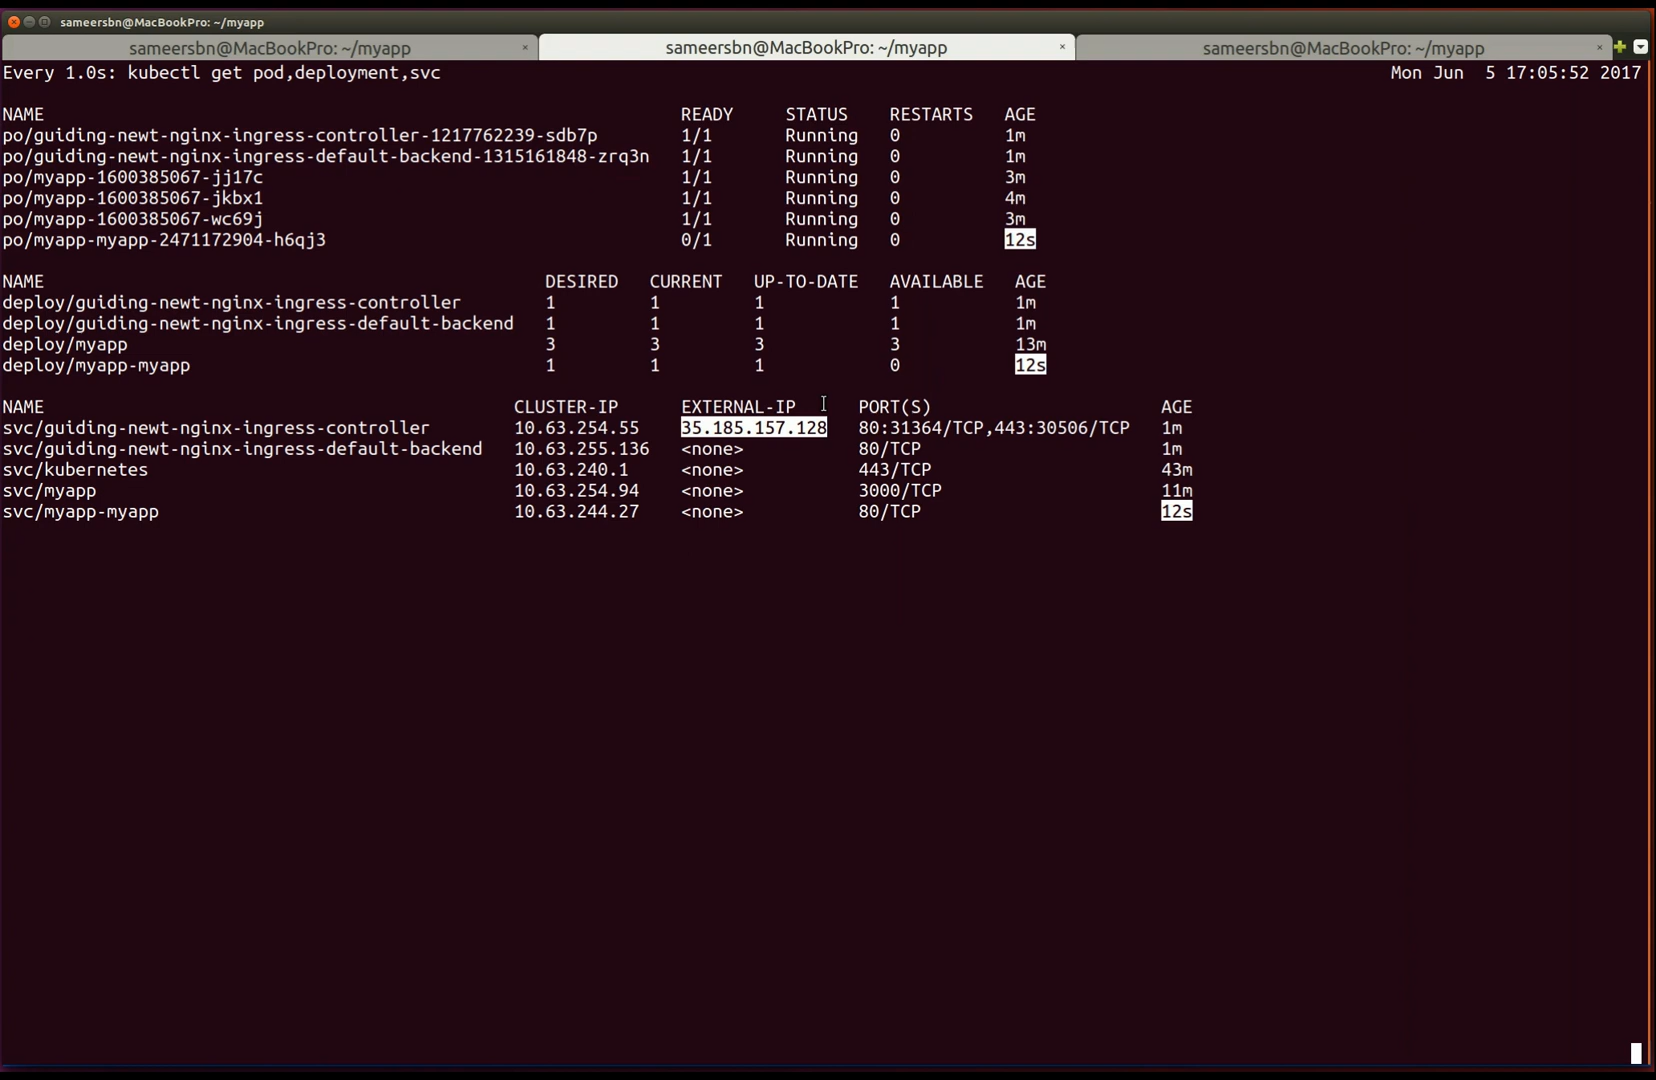 sameersbn@MacBookPro: ~/myapp
sameersbn@MacBookPro: ~/myapp × sameersbn@MacBookPro: ~/myapp × sameersbn@MacBookPro: ~/myapp ×
Every 1.0s: kubectl get pod,deployment,svc Mon Jun 5 17:05:52 2017
NAME READY STATUS RESTARTS AGE
po/guiding-newt-nginx-ingress-controller-1217762239-sdb7p 1/1 Running 0 1m
po/guiding-newt-nginx-ingress-default-backend-1315161848-zrq3n 1/1 Running 0 1m
po/myapp-1600385067-jj17c 1/1 Running 0 3m
po/myapp-1600385067-jkbx1 1/1 Running 0 4m
po/myapp-1600385067-wc69j 1/1 Running 0 3m
po/myapp-myapp-2471172904-h6qj3 0/1 Running 0 12s
NAME DESIRED CURRENT UP-TO-DATE AVAILABLE AGE
deploy/guiding-newt-nginx-ingress-controller 1 1 1 1 1m
deploy/guiding-newt-nginx-ingress-default-backend 1 1 1 1 1m
deploy/myapp 3 3 3 3 13m
deploy/myapp-myapp 1 1 1 0 12s
NAME CLUSTER-IP EXTERNAL-IP PORT(S) AGE
svc/guiding-newt-nginx-ingress-controller 10.63.254.55 35.185.157.128 80:31364/TCP,443:30506/TCP 1m
svc/guiding-newt-nginx-ingress-default-backend 10.63.255.136 <none> 80/TCP 1m
svc/kubernetes 10.63.240.1 <none> 443/TCP 43m
svc/myapp 10.63.254.94 <none> 3000/TCP 11m
svc/myapp-myapp 10.63.244.27 <none> 80/TCP 12s